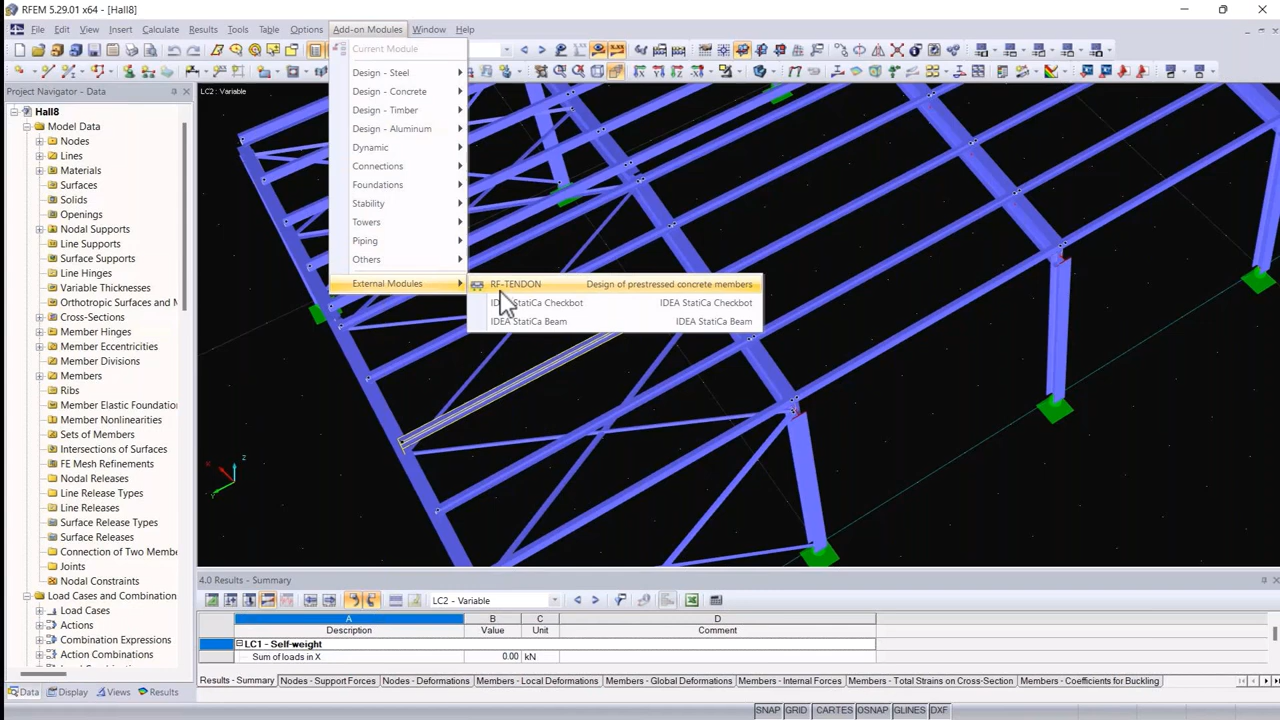 RFEM 5.29.01 x64 - [Hall8]
File Edit View Insert Calculate Results Tools Table Options Add-on Modules Window Help
Project Navigator - Data
Hall8
Model Data
Nodes
Lines
Materials
Surfaces
Solids
Openings
Nodal Supports
Line Supports
Surface Supports
Line Hinges
Variable Thicknesses
Orthotropic Surfaces and M
Cross-Sections
Member Hinges
Member Eccentricities
Member Divisions
Members
Ribs
Member Elastic Foundation
Member Nonlinearities
Sets of Members
Intersections of Surfaces
FE Mesh Refinements
Nodal Releases
Line Release Types
Line Releases
Surface Release Types
Surface Releases
Connection of Two Membe
Joints
Nodal Constraints
Load Cases and Combination
Load Cases
Actions
Combination Expressions
Action Combinations
Data Display Views Results
LC2 : Variable
Current Module
Design - Steel
Design - Concrete
Design - Timber
Design - Aluminum
Dynamic
Connections
Foundations
Stability
Towers
Piping
Others
External Modules
RF-TENDON Design of prestressed concrete members
StatiCa Checkbot IDEA StatiCa Checkbot
IDEA StatiCa Beam IDEA StatiCa Beam
4.0 Results - Summary
LC2 - Variable
A B C D
Description Value Unit Comment
LC1 - Self-weight
Sum of loads in X 0.00 kN
Results - Summary Nodes - Support Forces Nodes - Deformations Members - Local Deformations Members - Global Deformations Members - Internal Forces Members - Total Strains on Cross-Section Members - Coefficients for Buckling
SNAP GRID CARTES OSNAP GLINES DXF